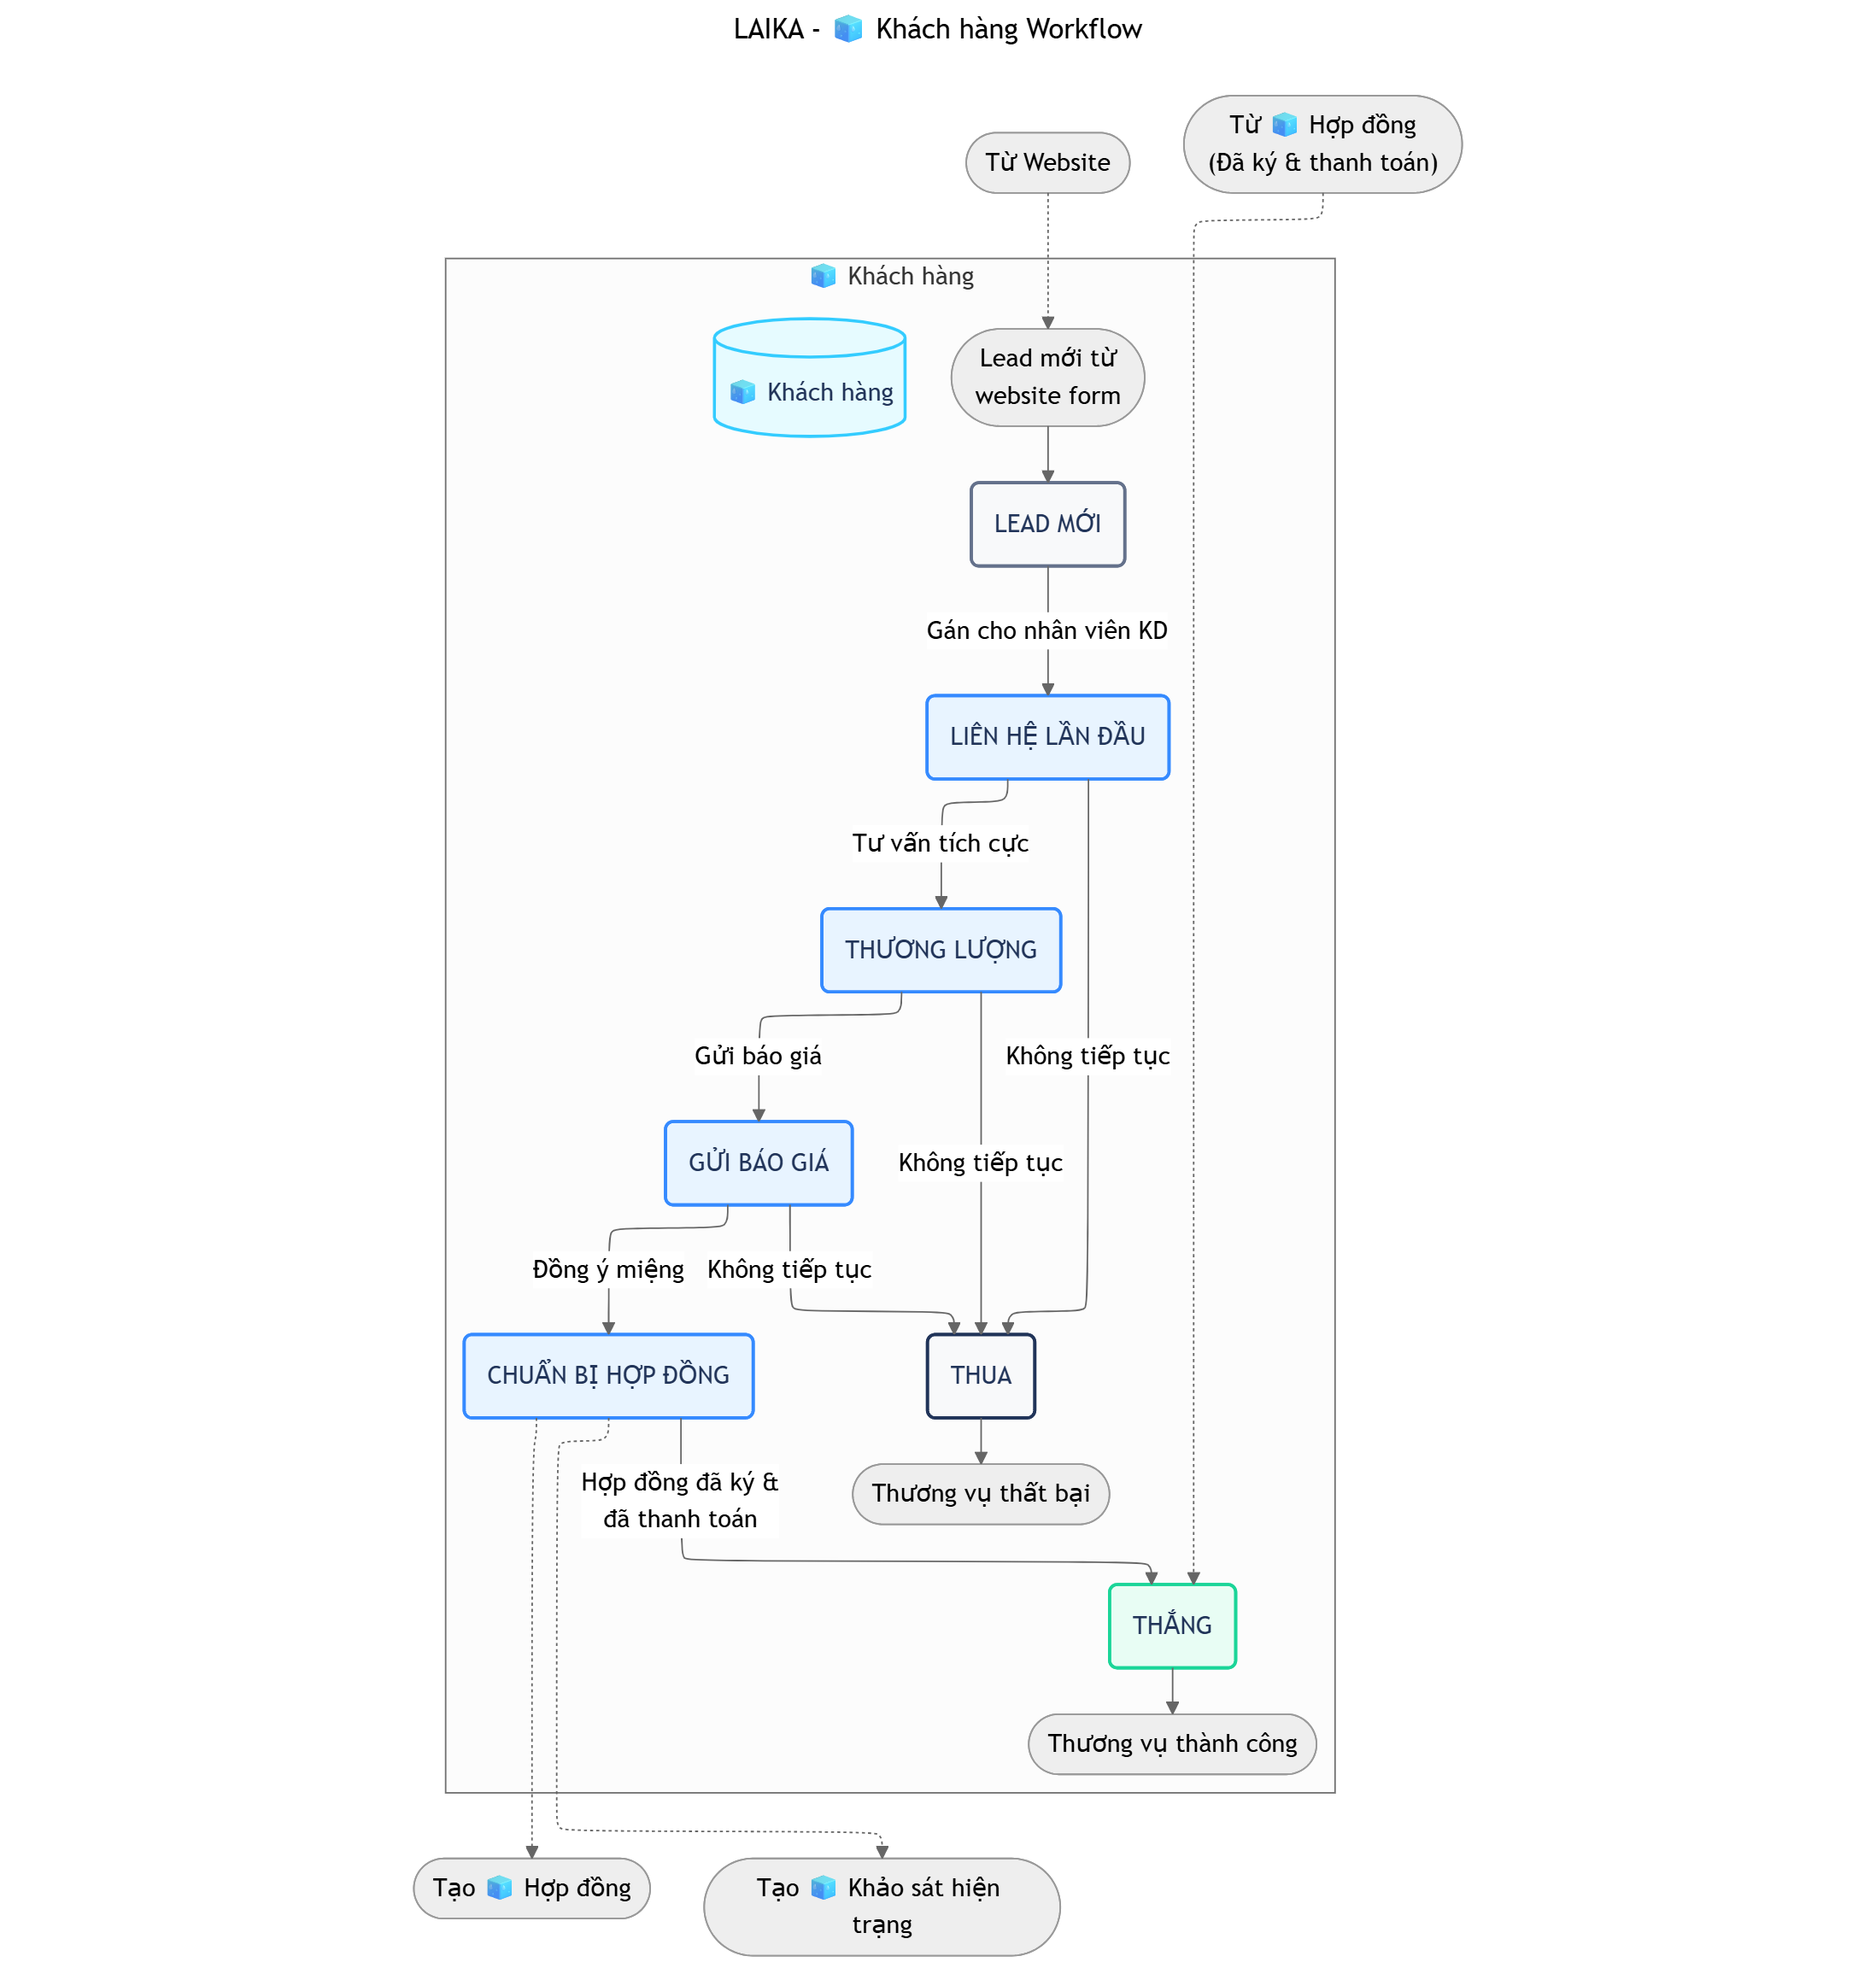 LAIKA - 🧊 Khách hàng Workflow
Từ 🧊 Hợp đồng
(Đã ký & thanh toán)
Từ Website
🧊 Khách hàng
Lead mới từ
website form
🧊 Khách hàng
LEAD MỚI
Gán cho nhân viên KD
LIÊN HỆ LẦN ĐẦU
Tư vấn tích cực
THƯƠNG LƯỢNG
Gửi báo giá
Không tiếp tục
GỬI BÁO GIÁ
Không tiếp tục
Đồng ý miệng
Không tiếp tục
CHUẨN BỊ HỢP ĐỒNG
THUA
Hợp đồng đã ký &
đã thanh toán
Thương vụ thất bại
THẮNG
Thương vụ thành công
Tạo 🧊 Hợp đồng
Tạo 🧊 Khảo sát hiện
trạng